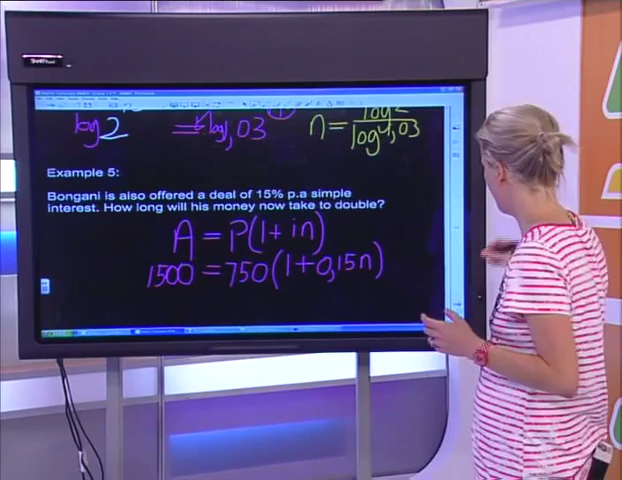 log 2 ⇒ log 1,03 n = log 2 / log 1,03
Example 5:
Bongani is also offered a deal of 15% p.a simple
interest. How long will his money now take to double?
A = P(1 + in)
1500 = 750(1 + 0,15n)